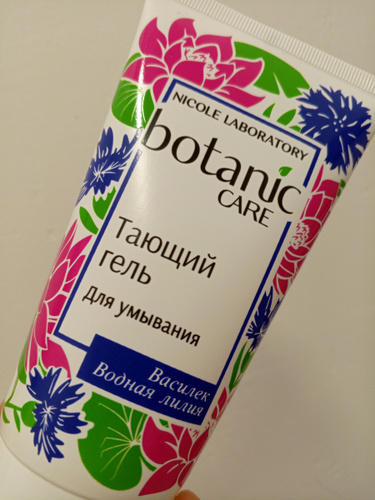 NICOLE LABORATORY
botanic
CARE
Тающий
гель
Для умывания
Василек
Водная лилия